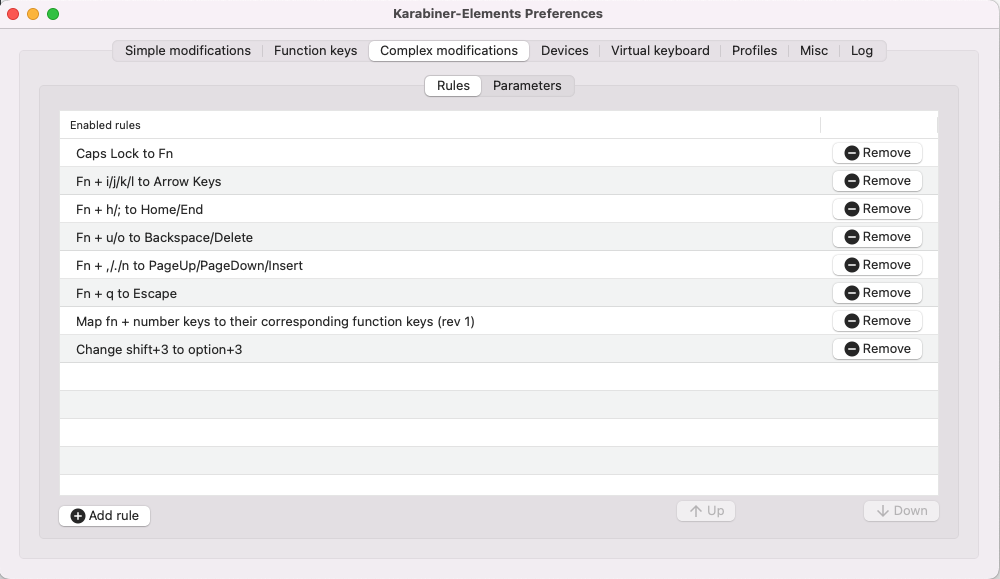 Karabiner-Elements Preferences
Simple modifications Function keys Complex modifications Devices Virtual keyboard Profiles Misc Log
Rules Parameters
Enabled rules
Caps Lock to Fn Remove
Fn + i/j/k/l to Arrow Keys Remove
Fn + h/; to Home/End Remove
Fn + u/o to Backspace/Delete Remove
Fn + ,/./n to PageUp/PageDown/Insert Remove
Fn + q to Escape Remove
Map fn + number keys to their corresponding function keys (rev 1) Remove
Change shift+3 to option+3 Remove
Add rule Up Down